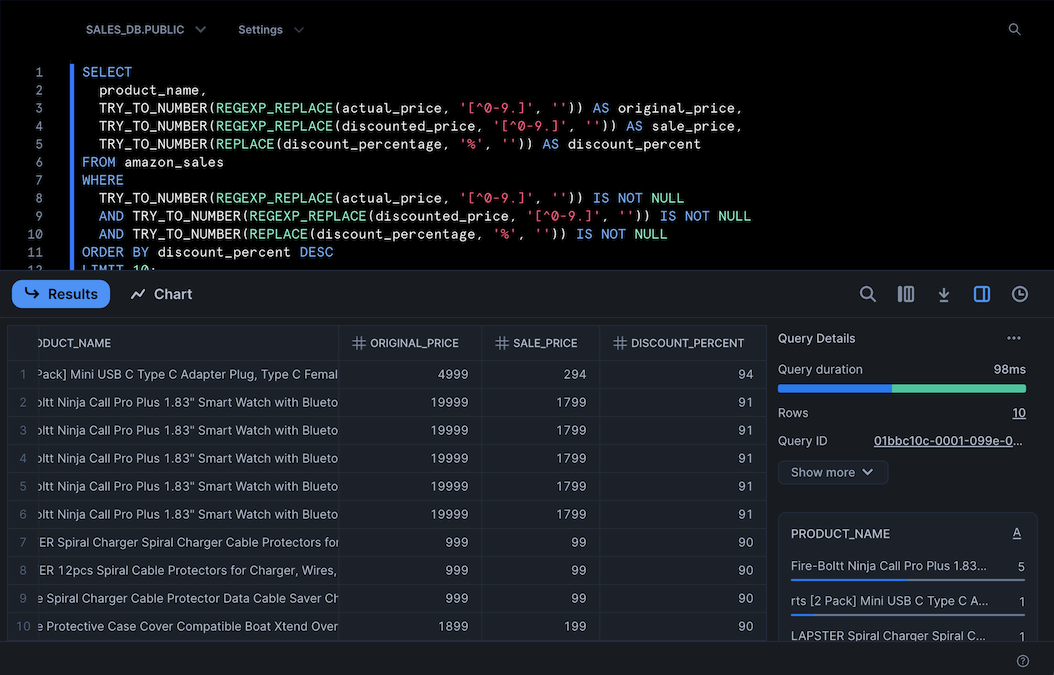 SALES_DB.PUBLIC Settings
1 SELECT
2 product_name,
3 TRY_TO_NUMBER(REGEXP_REPLACE(actual_price, '[^0-9.]', '')) AS original_price,
4 TRY_TO_NUMBER(REGEXP_REPLACE(discounted_price, '[^0-9.]', '')) AS sale_price,
5 TRY_TO_NUMBER(REPLACE(discount_percentage, '%', '')) AS discount_percent
6 FROM amazon_sales
7 WHERE
8 TRY_TO_NUMBER(REGEXP_REPLACE(actual_price, '[^0-9.]', '')) IS NOT NULL
9 AND TRY_TO_NUMBER(REGEXP_REPLACE(discounted_price, '[^0-9.]', '')) IS NOT NULL
10 AND TRY_TO_NUMBER(REPLACE(discount_percentage, '%', '')) IS NOT NULL
11 ORDER BY discount_percent DESC
12 LIMIT 10;
Results Chart
ODUCT_NAME ORIGINAL_PRICE SALE_PRICE DISCOUNT_PERCENT
1 Pack] Mini USB C Type C Adapter Plug, Type C Femal 4999 294 94
2 oltt Ninja Call Pro Plus 1.83" Smart Watch with Blueto 19999 1799 91
3 oltt Ninja Call Pro Plus 1.83" Smart Watch with Blueto 19999 1799 91
4 oltt Ninja Call Pro Plus 1.83" Smart Watch with Blueto 19999 1799 91
5 oltt Ninja Call Pro Plus 1.83" Smart Watch with Blueto 19999 1799 91
6 oltt Ninja Call Pro Plus 1.83" Smart Watch with Blueto 19999 1799 91
7 ER Spiral Charger Spiral Charger Cable Protectors for 999 99 90
8 ER 12pcs Spiral Cable Protectors for Charger, Wires, 999 99 90
9 e Spiral Charger Cable Protector Data Cable Saver Ch 999 99 90
10 e Protective Case Cover Compatible Boat Xtend Over 1899 199 90
Query Details ...
Query duration 98ms
Rows 10
Query ID 01bbc10c-0001-099e-0...
Show more
PRODUCT_NAME A
Fire-Boltt Ninja Call Pro Plus 1.83... 5
rts [2 Pack] Mini USB C Type C A... 1
LAPSTER Spiral Charger Spiral C... 1